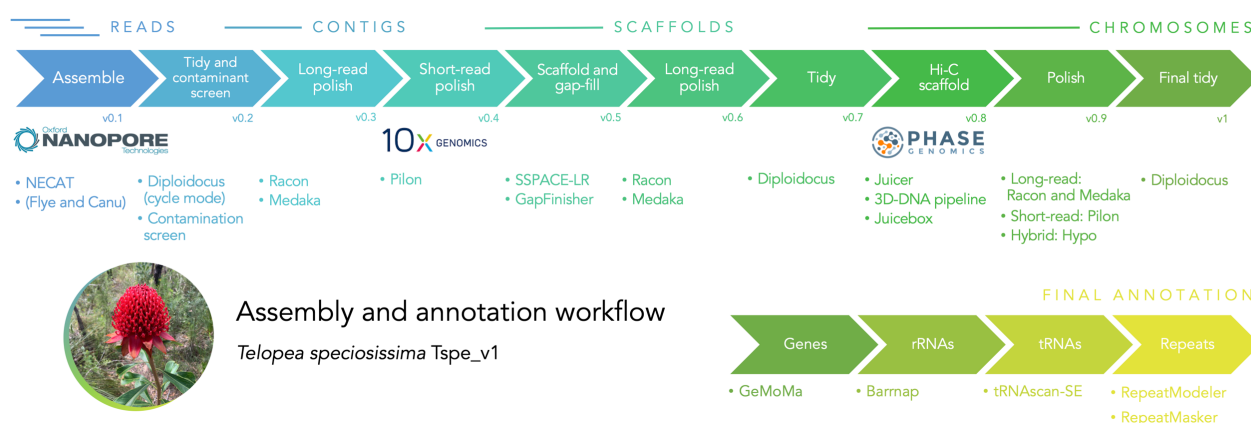 READS
CONTIGS
SCAFFOLDS
CHROMOSOMES
Assemble
Tidy and
contaminant
screen
Long-read
polish
Short-read
polish
Scaffold and
gap-fill
Long-read
polish
Tidy
Hi-C
scaffold
Polish
Final tidy
v0.1
v0.2
v0.3
v0.4
v0.5
v0.6
v0.7
v0.8
v0.9
v1
Oxford
NANOPORE
Technologies
10X GENOMICS
PHASE
GENOMICS
• NECAT
• (Flye and Canu)
• Diploidocus
(cycle mode)
• Contamination
screen
• Racon
• Medaka
• Pilon
• SSPACE-LR
• GapFinisher
• Racon
• Medaka
• Diploidocus
• Juicer
• 3D-DNA pipeline
• Juicebox
• Long-read:
Racon and Medaka
• Short-read: Pilon
• Hybrid: Hypo
• Diploidocus
Assembly and annotation workflow
Telopea speciosissima Tspe_v1
FINAL ANNOTATION
Genes
rRNAs
tRNAs
Repeats
• GeMoMa
• Barrnap
• tRNAscan-SE
• RepeatModeler
• RepeatMasker